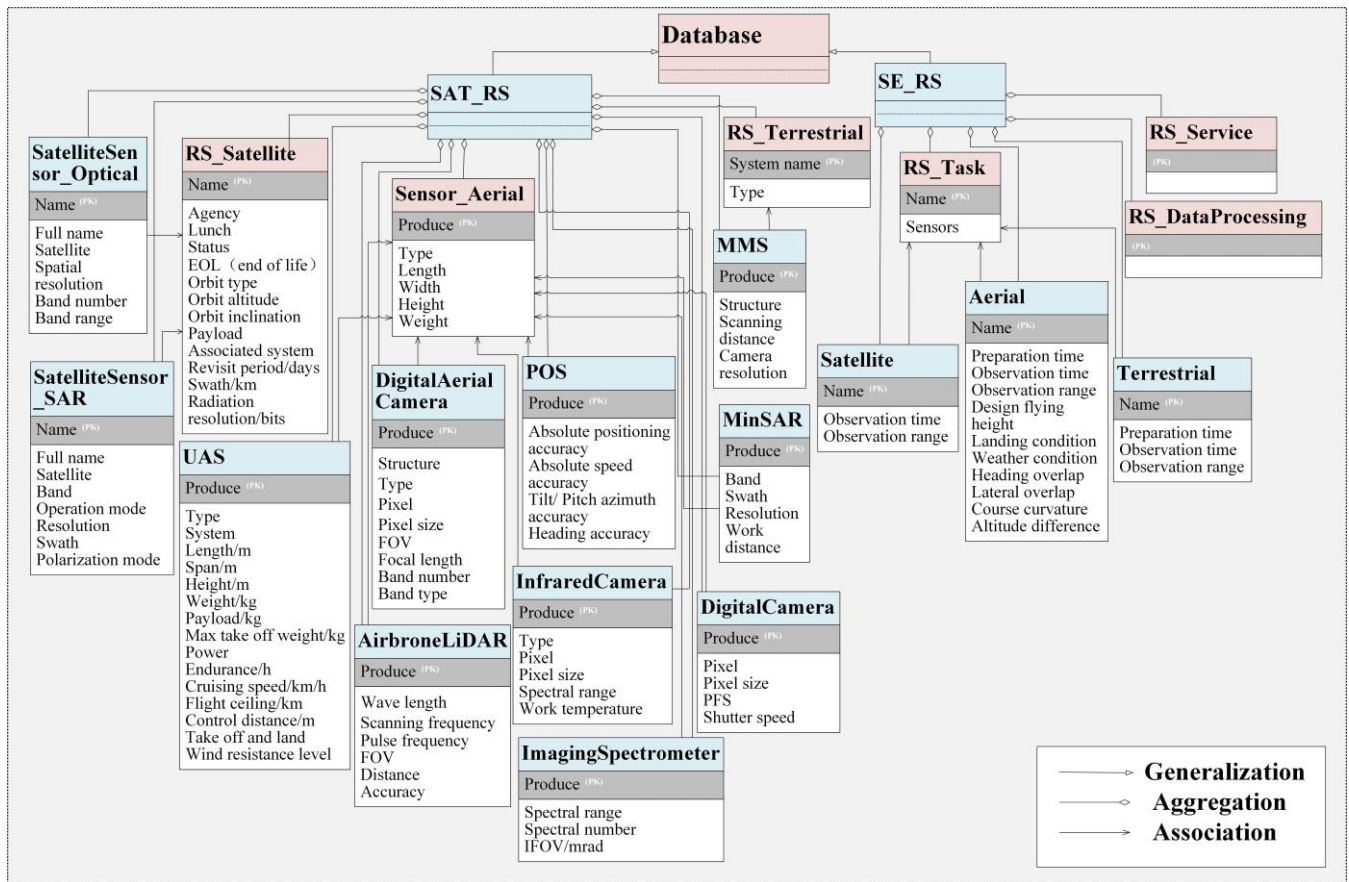 Database
SAT_RS
SE_RS
SatelliteSen
sor_Optical
Name (PK)
Full name
Satellite
Spatial
resolution
Band number
Band range
RS_Satellite
Name (PK)
Agency
Lunch
Status
EOL（end of life）
Orbit type
Orbit altitude
Orbit inclination
Payload
Associated system
Revisit period/days
Swath/km
Radiation
resolution/bits
Sensor_Aerial
Produce (PK)
Type
Length
Width
Height
Weight
RS_Terrestrial
System name (PK)
Type
RS_Task
Name (PK)
Sensors
RS_Service
(PK)
RS_DataProcessing
(PK)
MMS
Produce (PK)
Structure
Scanning
distance
Camera
resolution
SatelliteSensor
_SAR
Name (PK)
Full name
Satellite
Band
Operation mode
Resolution
Swath
Polarization mode
UAS
Produce (PK)
Type
System
Length/m
Span/m
Height/m
Weight/kg
Payload/kg
Max take off weight/kg
Power
Endurance/h
Cruising speed/km/h
Flight ceiling/km
Control distance/m
Take off and land
Wind resistance level
DigitalAerial
Camera
Produce (PK)
Structure
Type
Pixel
Pixel size
FOV
Focal length
Band number
Band type
POS
Produce (PK)
Absolute positioning
accuracy
Absolute speed
accuracy
Tilt/ Pitch azimuth
accuracy
Heading accuracy
MinSAR
Produce (PK)
Band
Swath
Resolution
Work
distance
Satellite
Name (PK)
Observation time
Observation range
Aerial
Name (PK)
Preparation time
Observation time
Observation range
Design flying
height
Landing condition
Weather condition
Heading overlap
Lateral overlap
Course curvature
Altitude difference
Terrestrial
Name (PK)
Preparation time
Observation time
Observation range
AirbroneLiDAR
Produce (PK)
Wave length
Scanning frequency
Pulse frequency
FOV
Distance
Accuracy
InfraredCamera
Produce (PK)
Type
Pixel
Pixel size
Spectral range
Work temperature
DigitalCamera
Produce (PK)
Pixel
Pixel size
PFS
Shutter speed
ImagingSpectrometer
Produce (PK)
Spectral range
Spectral number
IFOV/mrad
Generalization
Aggregation
Association